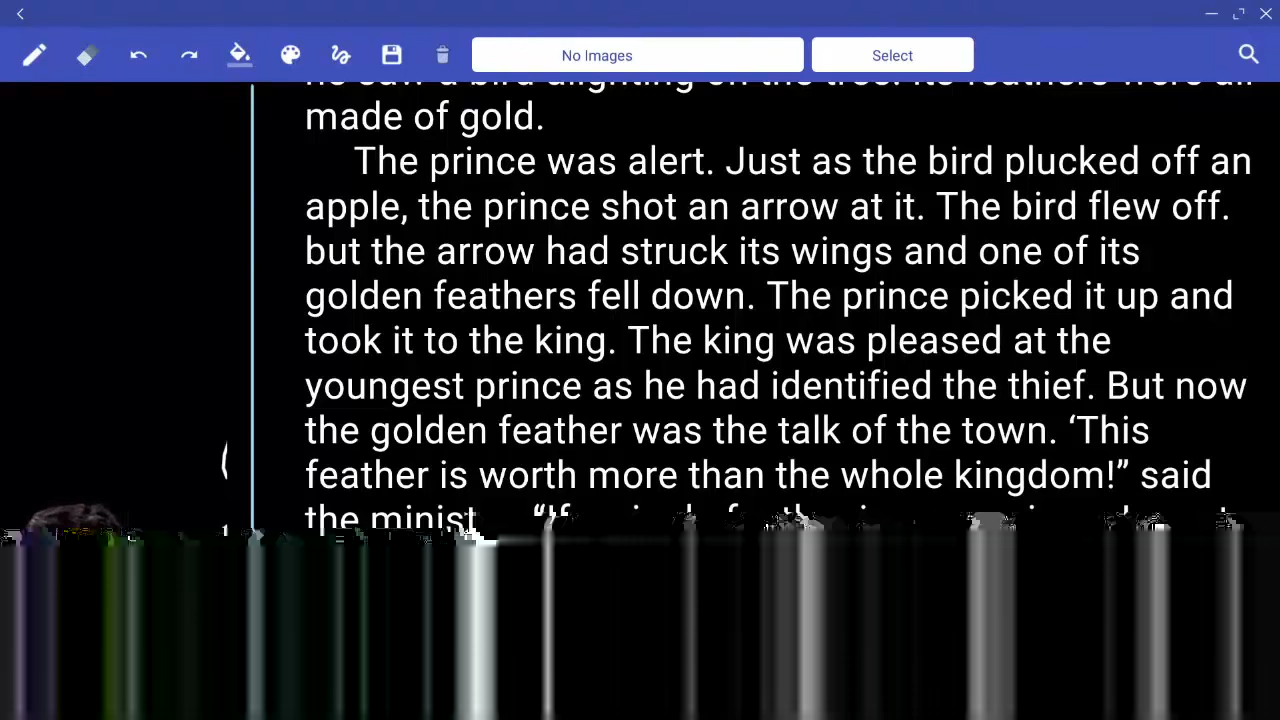 No Images
Select
made of gold.
The prince was alert. Just as the bird plucked off an
apple, the prince shot an arrow at it. The bird flew off.
but the arrow had struck its wings and one of its
golden feathers fell down. The prince picked it up and
took it to the king. The king was pleased at the
youngest prince as he had identified the thief. But now
the golden feather was the talk of the town. ‘This
feather is worth more than the whole kingdom!” said
the